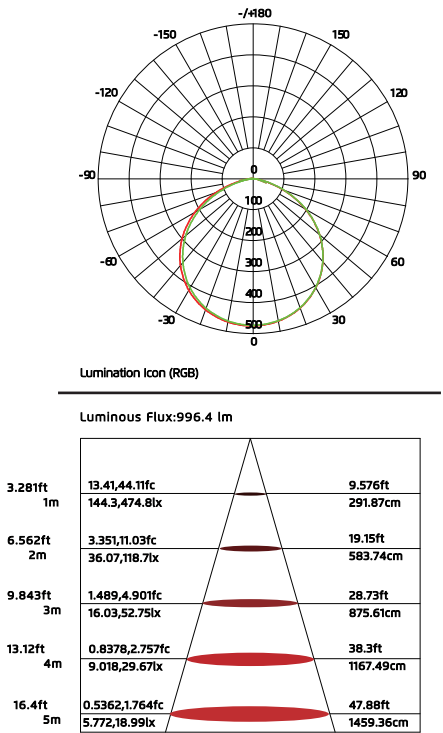 -/+180
-150 150
-120 120
-90 0 90
100
-60 200 60
300
400
-30 500 30
0
Lumination Icon (RGB)
Luminous Flux:996.4 lm
3.281ft 13.41,44.11fc 9.576ft
1m 144.3,474.8lx 291.87cm
6.562ft 3.351,11.03fc 19.15ft
2m 36.07,118.7lx 583.74cm
9.843ft 1.489,4.901fc 28.73ft
3m 16.03,52.75lx 875.61cm
13.12ft 0.8378,2.757fc 38.3ft
4m 9.018,29.67lx 1167.49cm
16.4ft 0.5362,1.764fc 47.88ft
5m 5.772,18.99lx 1459.36cm